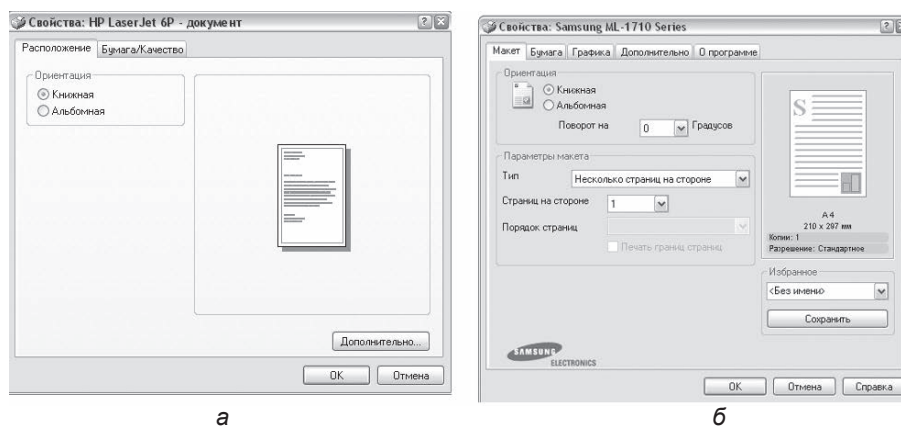 Свойства: HP LaserJet 6P - документ
Расположение
Бумага/Качество
Ориентация
Книжная
Альбомная
Дополнительно...
ОК
Отмена
а
Свойства: Samsung ML-1710 Series
Макет
Бумага
Графика
Дополнительно
О программе
Ориентация
Книжная
Альбомная
Поворот на 0 Градусов
Параметры макета
Тип Несколько страниц на стороне
Страниц на стороне 1
Порядок страниц
Печать границ страниц
S
A4
210 x 297 мм
Копии: 1
Разрешение: Стандартное
Избранное
<Без имени>
Сохранить
SAMSUNG
ELECTRONICS
ОК
Отмена
Справка
б